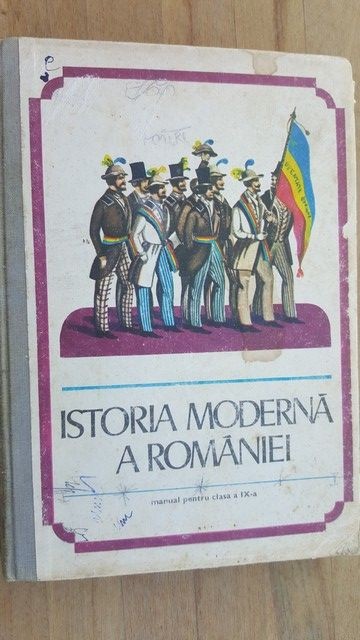 ISTORIA MODERNĂ
A ROMÂNIEI
manual pentru clasa a IX-a